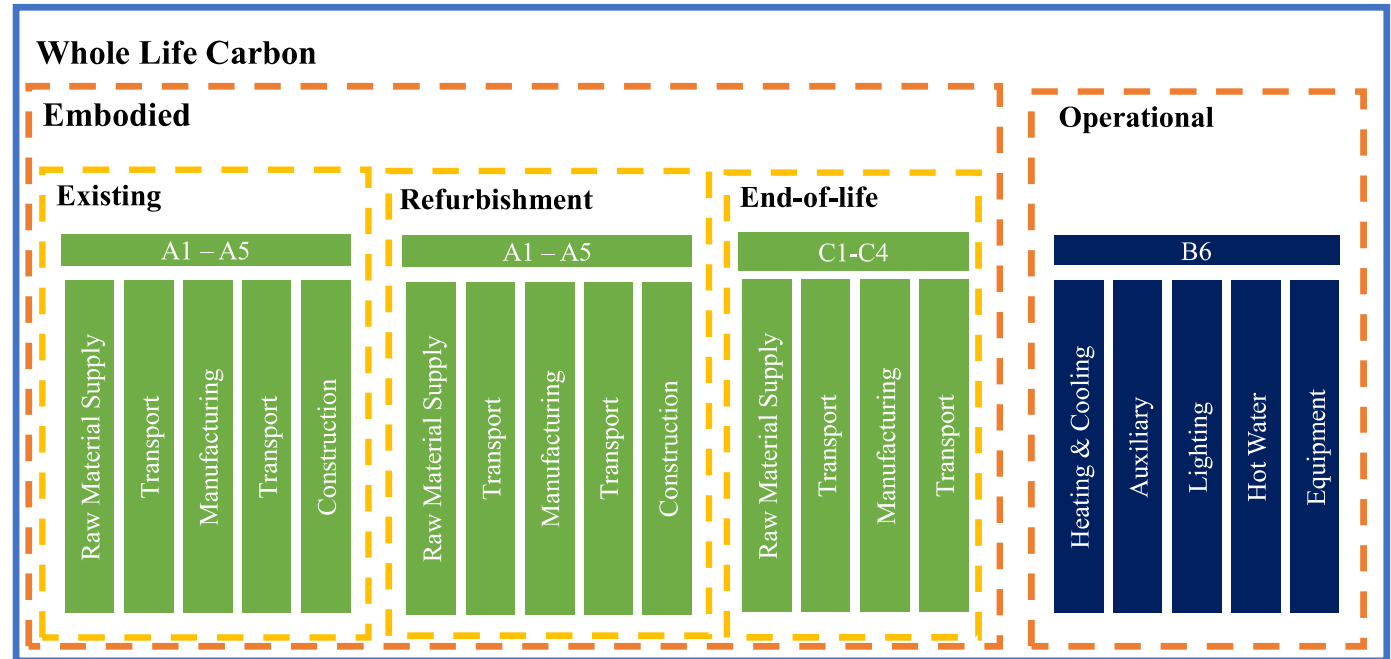 Whole Life Carbon
Embodied
Existing
A1 – A5
Raw Material Supply
Transport
Manufacturing
Transport
Construction
Refurbishment
A1 – A5
Raw Material Supply
Transport
Manufacturing
Transport
Construction
End-of-life
C1-C4
Raw Material Supply
Transport
Manufacturing
Transport
Operational
B6
Heating & Cooling
Auxiliary
Lighting
Hot Water
Equipment